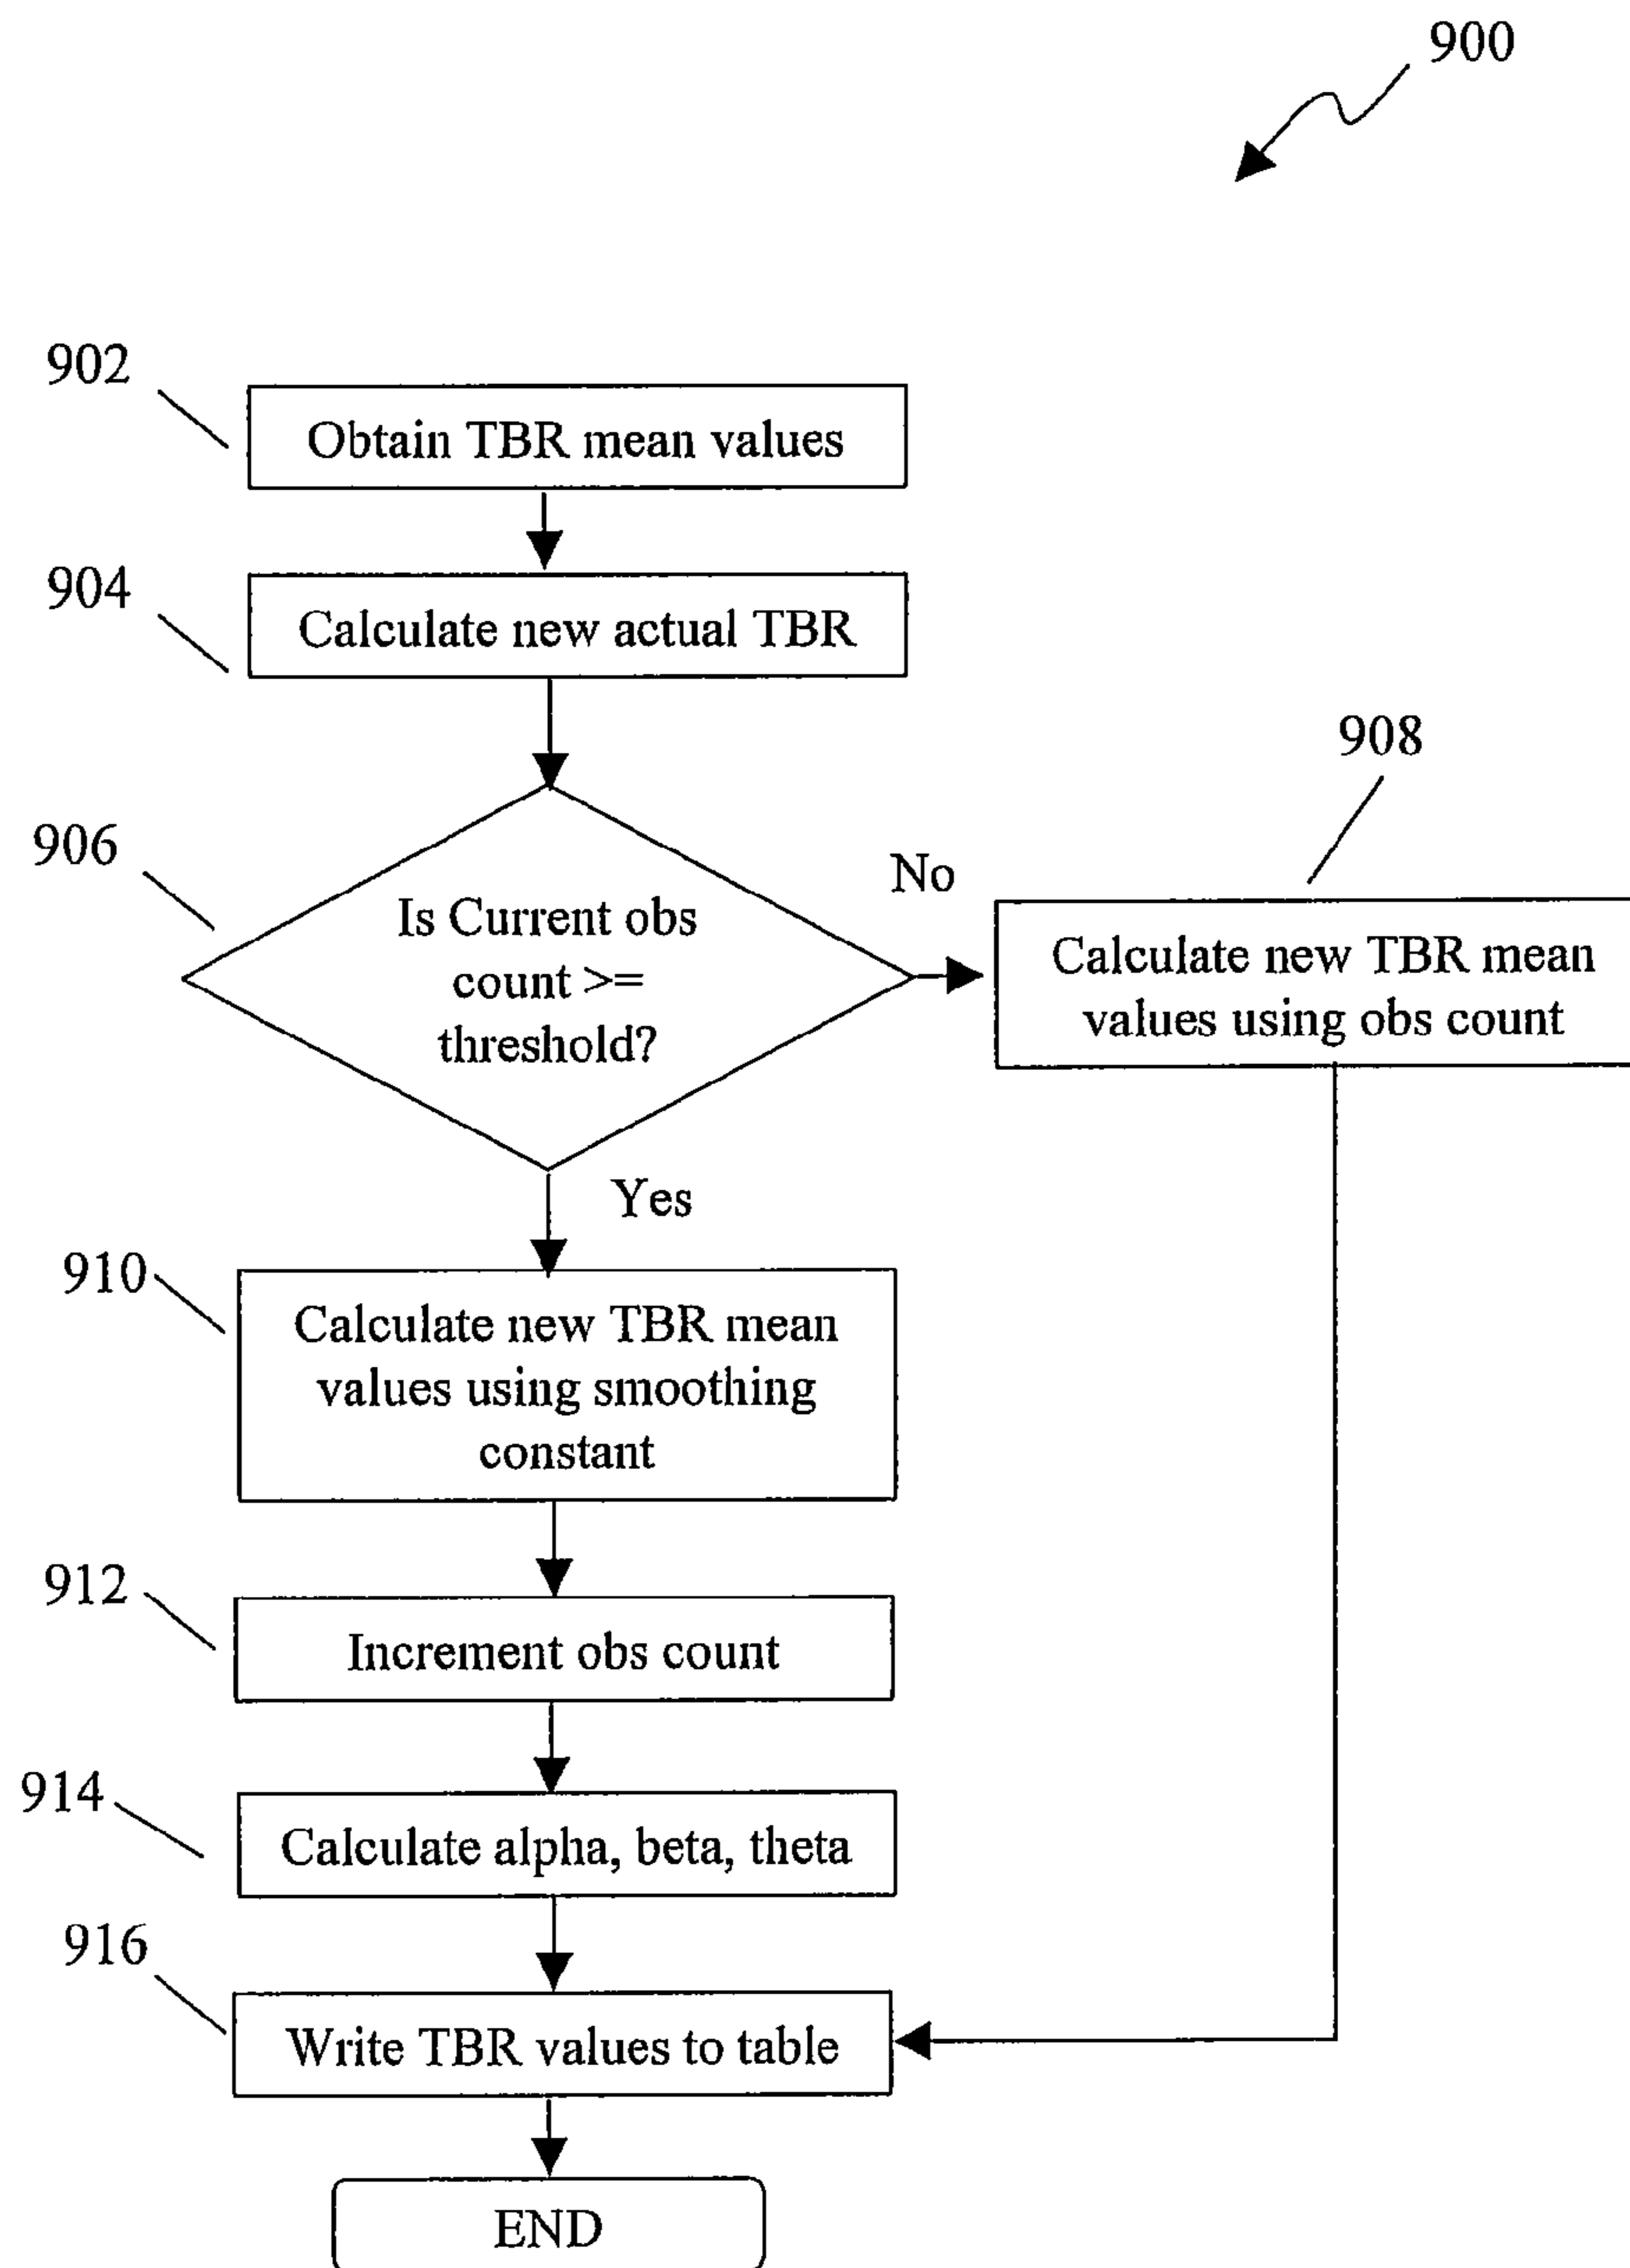 900
902
Obtain TBR mean values
904
Calculate new actual TBR
906
Is Current obs
count >=
threshold?
No
908
Calculate new TBR mean
values using obs count
Yes
910
Calculate new TBR mean
values using smoothing
constant
912
Increment obs count
914
Calculate alpha, beta, theta
916
Write TBR values to table
END